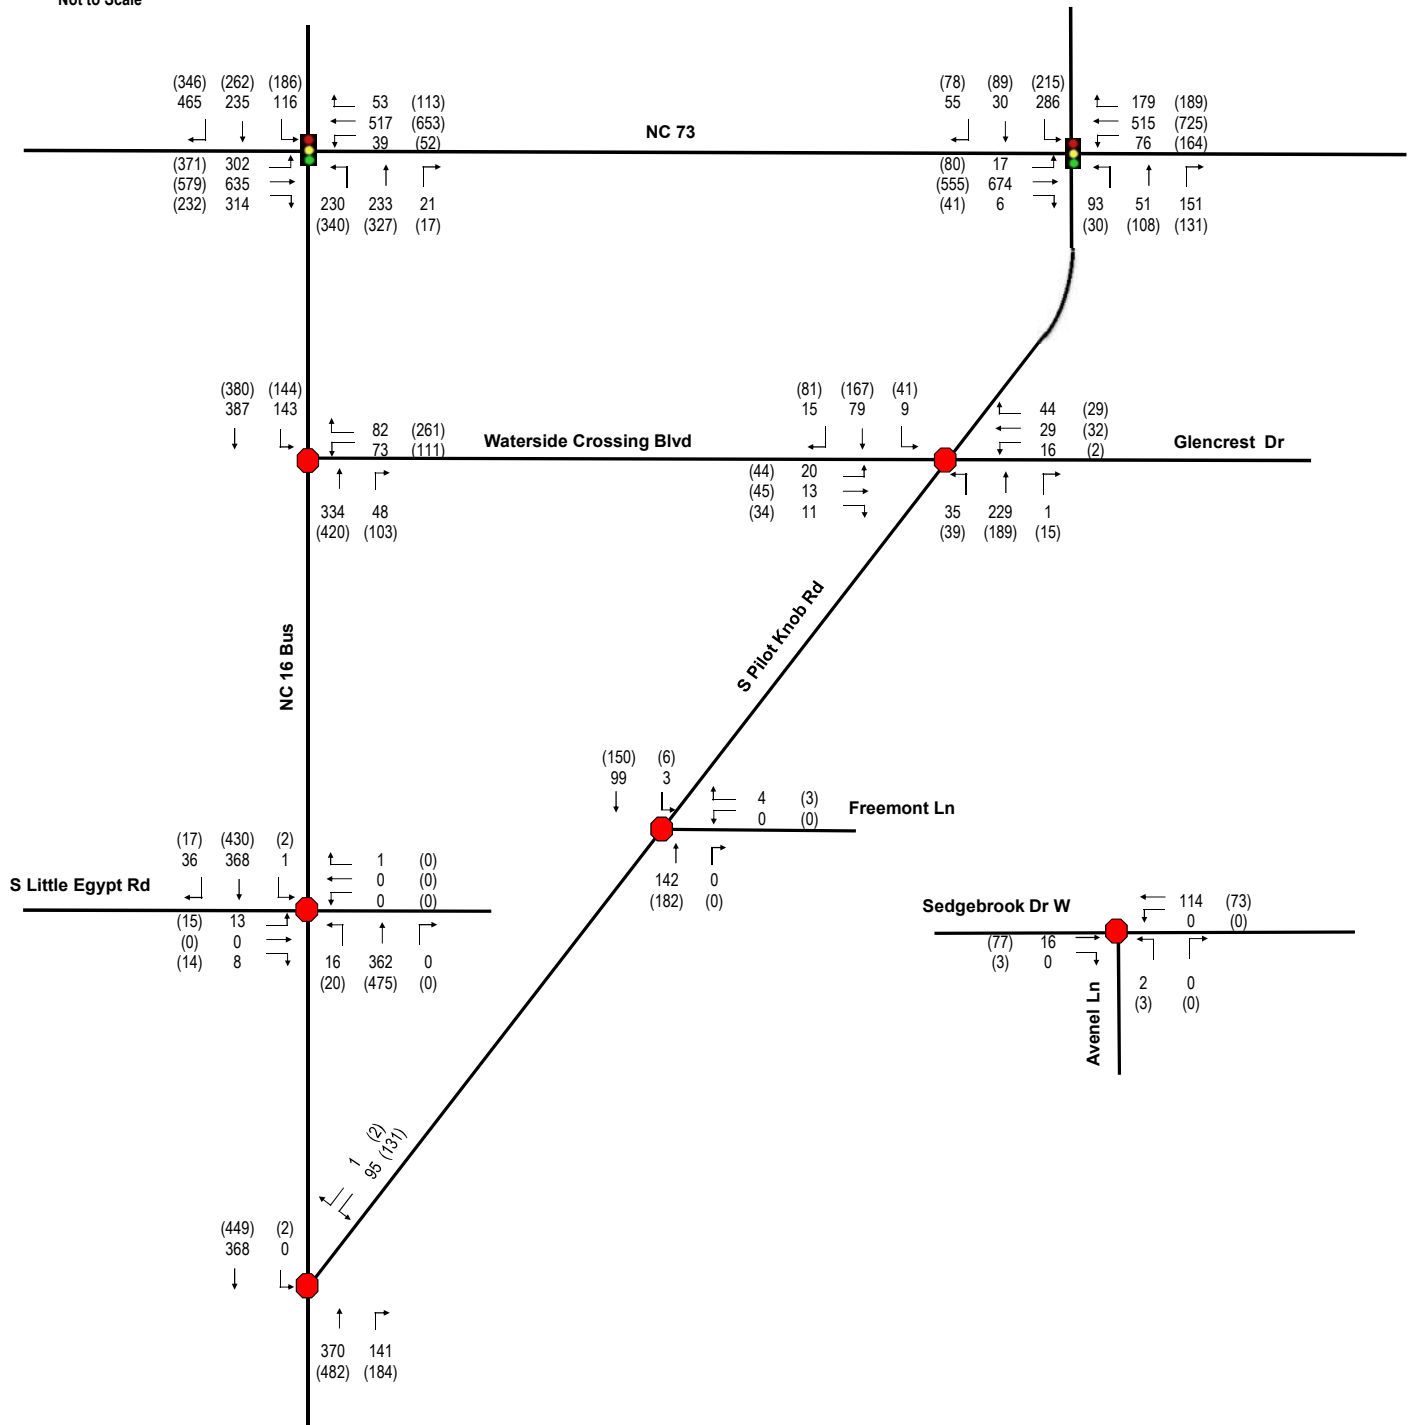 Not to Scale
(346) (262) (186)
465 235 116
53 (113)
517 (653)
39 (52)
(371) 302
(579) 635
(232) 314
230 233 21
(340) (327) (17)
NC 73
(78) (89) (215)
55 30 286
179 (189)
515 (725)
76 (164)
(80) 17
(555) 674
(41) 6
93 51 151
(30) (108) (131)
(380) (144)
387 143
82 (261)
73 (111)
334 48
(420) (103)
Waterside Crossing Blvd
(81) (167) (41)
15 79 9
44 (29)
29 (32)
16 (2)
Glencrest Dr
(44) 20
(45) 13
(34) 11
35 229 1
(39) (189) (15)
NC 16 Bus
S Pilot Knob Rd
(150) (6)
99 3
4 (3)
0 (0)
Freemont Ln
142 0
(182) (0)
S Little Egypt Rd
(17) (430) (2)
36 368 1
1 (0)
0 (0)
0 (0)
(15) 13
(0) 0
(14) 8
16 362 0
(20) (475) (0)
Sedgebrook Dr W
114 (73)
0 (0)
(77) 16
(3) 0
2 0
(3) (0)
Avenel Ln
1 (2)
95 (131)
(449) (2)
368 0
370 141
(482) (184)